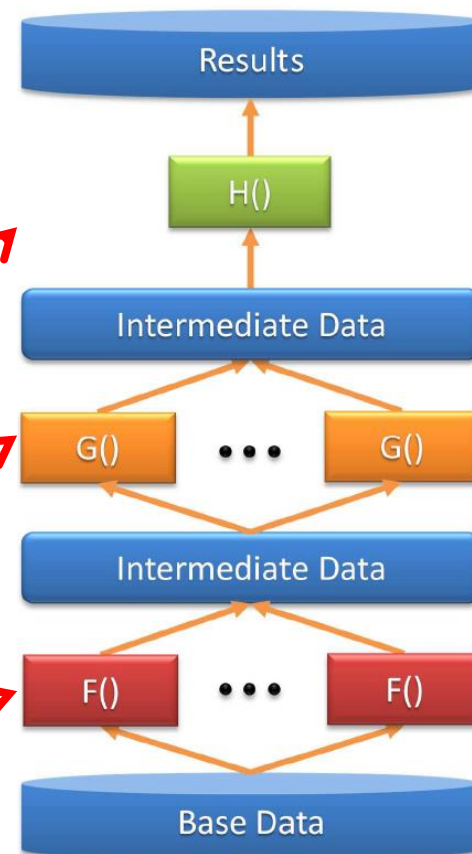 Results
H()
Intermediate Data
G() ••• G()
Intermediate Data
F() ••• F()
Base Data